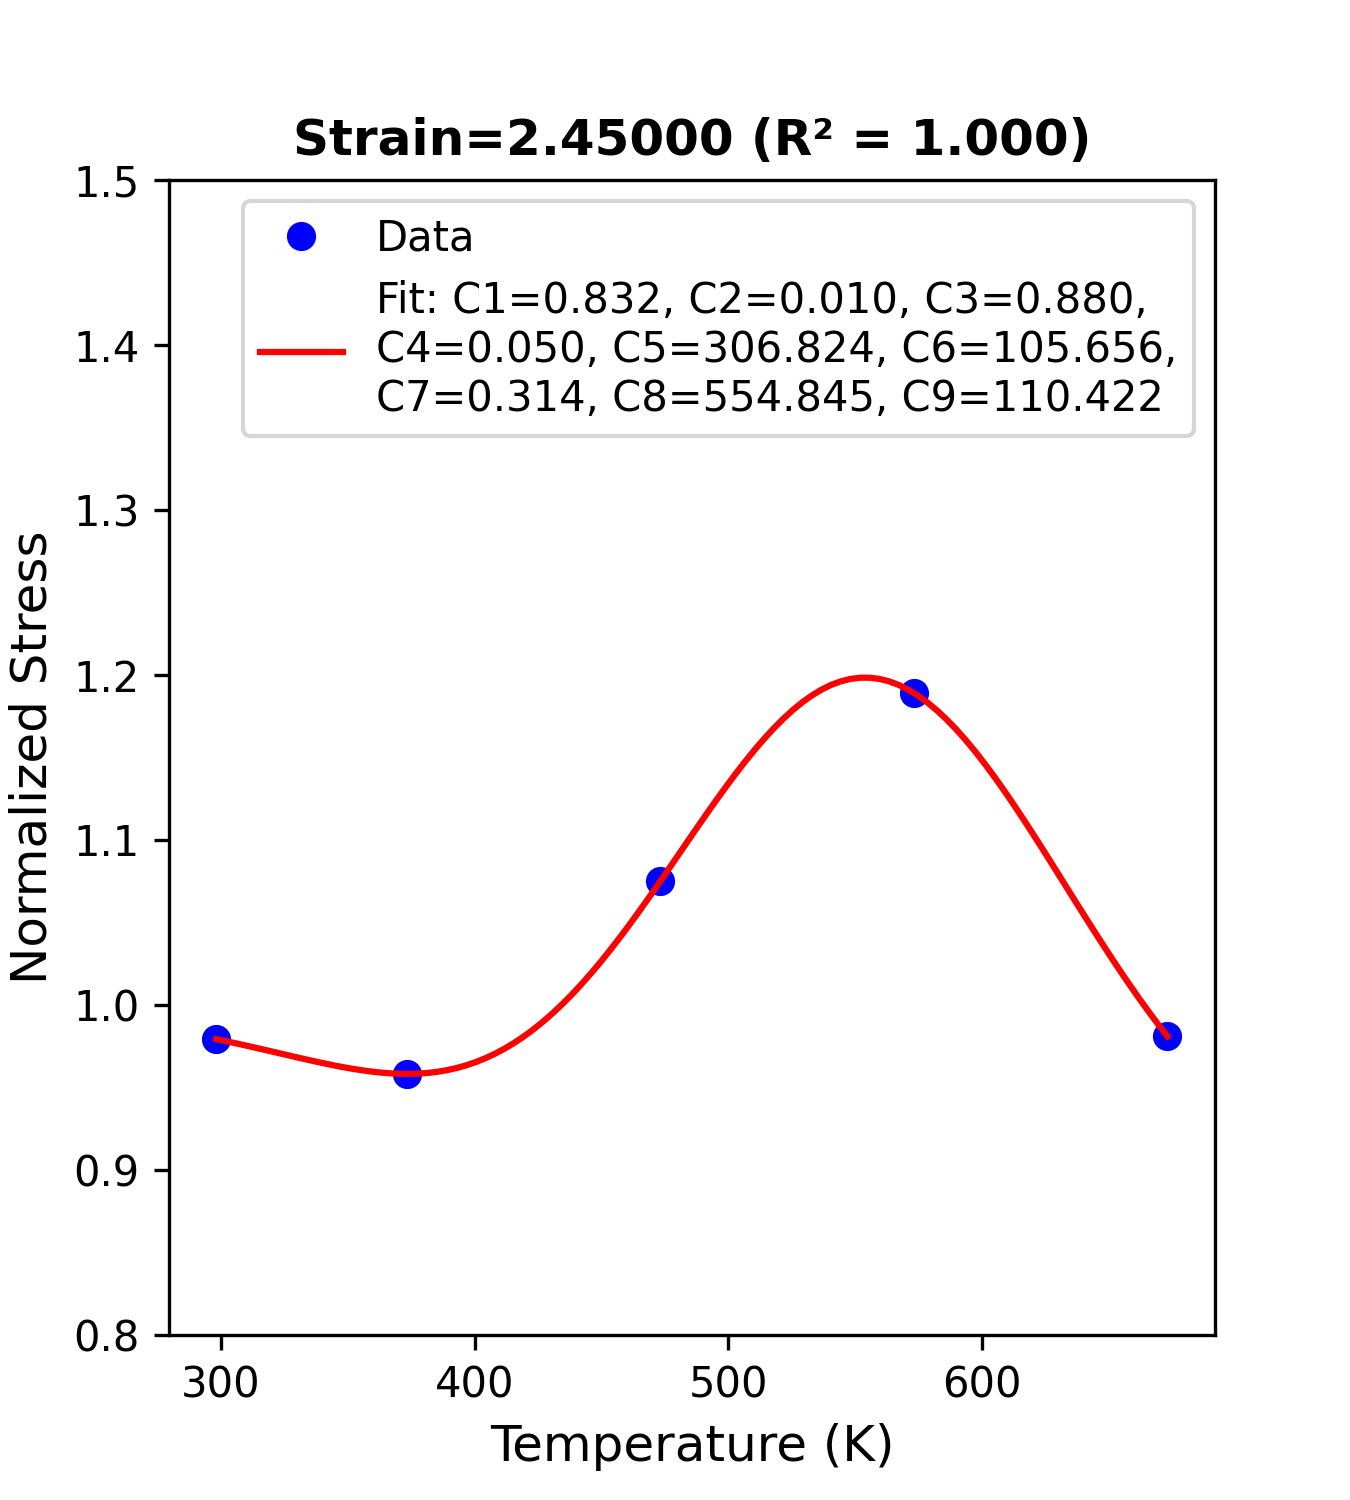 Strain=2.45000 (R² = 1.000)
1.5
1.4
1.3
1.2
1.1
1.0
0.9
0.8
Normalized Stress
Data
Fit: C1=0.832, C2=0.010, C3=0.880,
C4=0.050, C5=306.824, C6=105.656,
C7=0.314, C8=554.845, C9=110.422
300 400 500 600
Temperature (K)